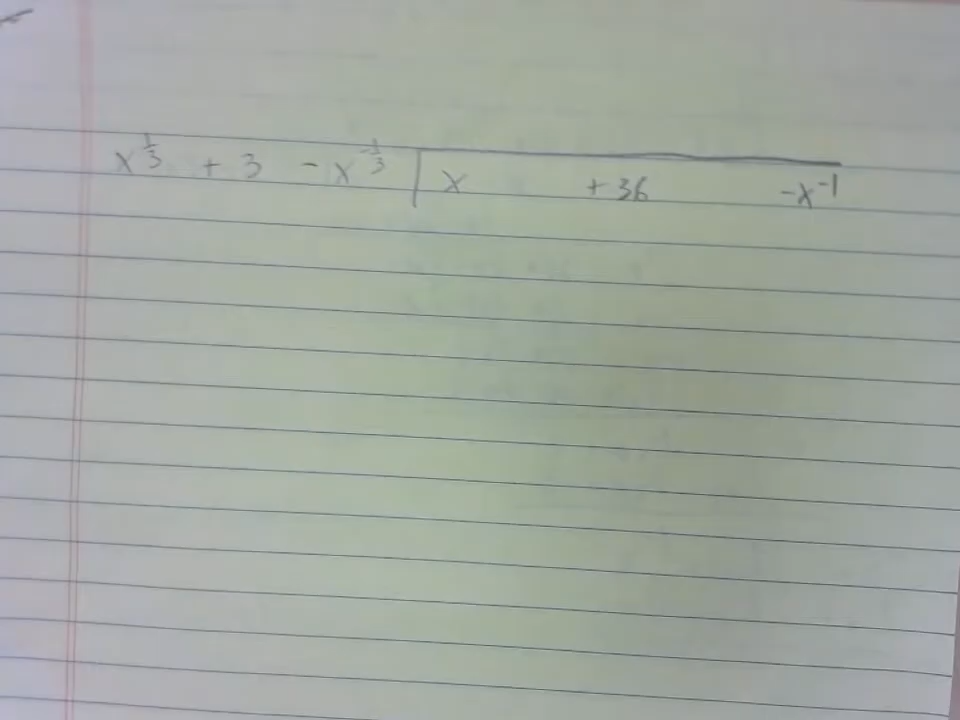 x^{1/3} + 3 - x^{-1/3} | x + 36 - x^{-1}